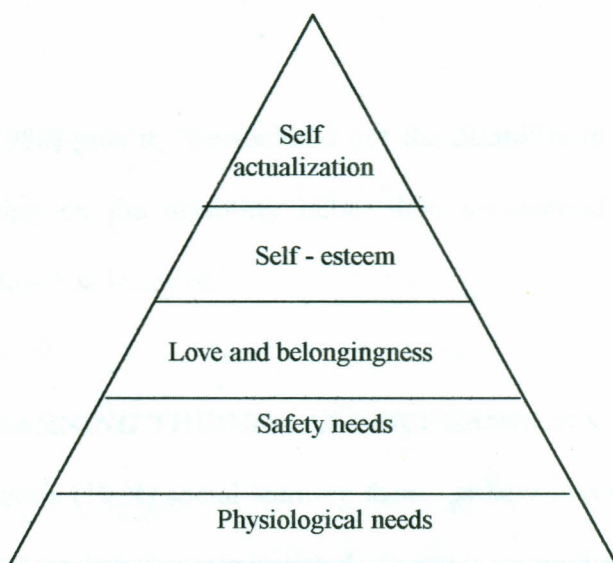 Self
actualization
Self - esteem
Love and belongingness
Safety needs
Physiological needs